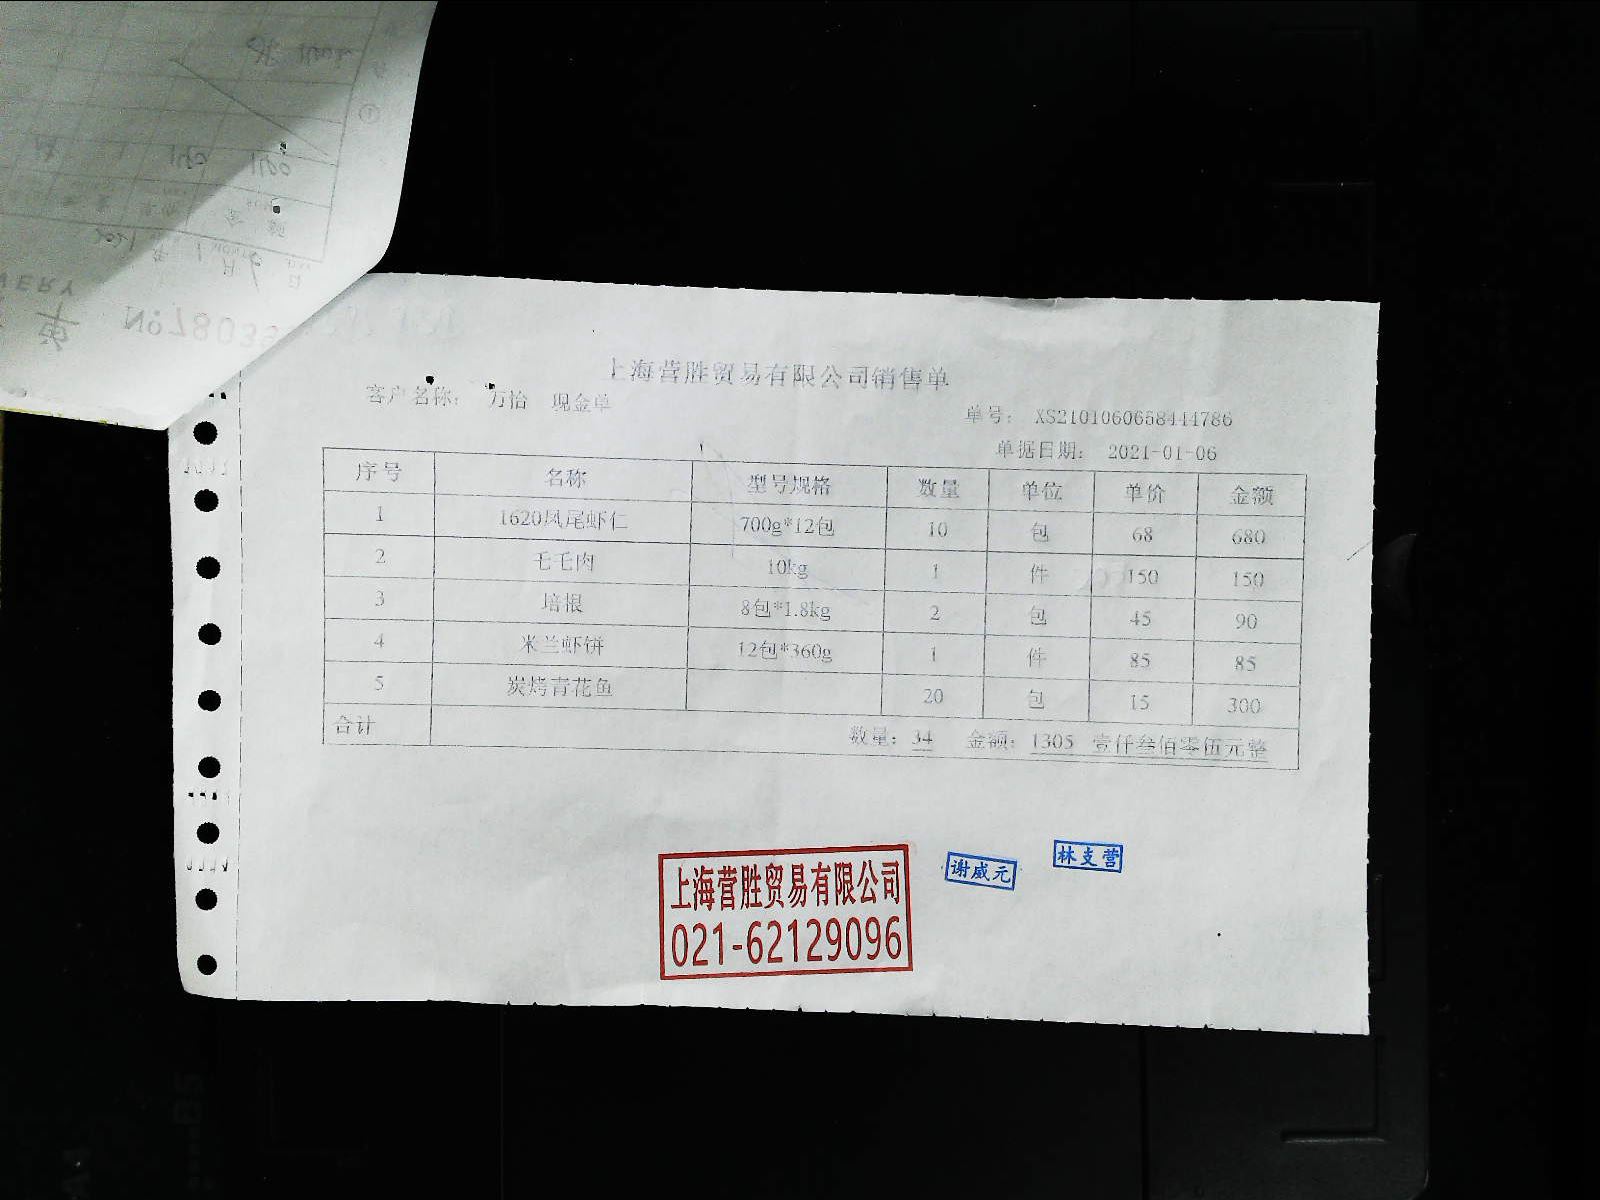 上海营胜贸易有限公司销售单
客户名称： 万怡 现金单
单号： XS2101060658444786
单据日期： 2021-01-06
序号 名称 型号规格 数量 单位 单价 金额
1 1620凤尾虾仁 700g*12包 10 包 68 680
2 毛毛肉 10kg 1 件 150 150
3 培根 8包*1.8kg 2 包 45 90
4 米兰虾饼 12包*360g 1 件 85 85
5 炭烤青花鱼 20 包 15 300
合计 数量： 34 金额： 1305 壹仟叁佰零伍元整
上海营胜贸易有限公司
021-62129096
谢威元
林支营